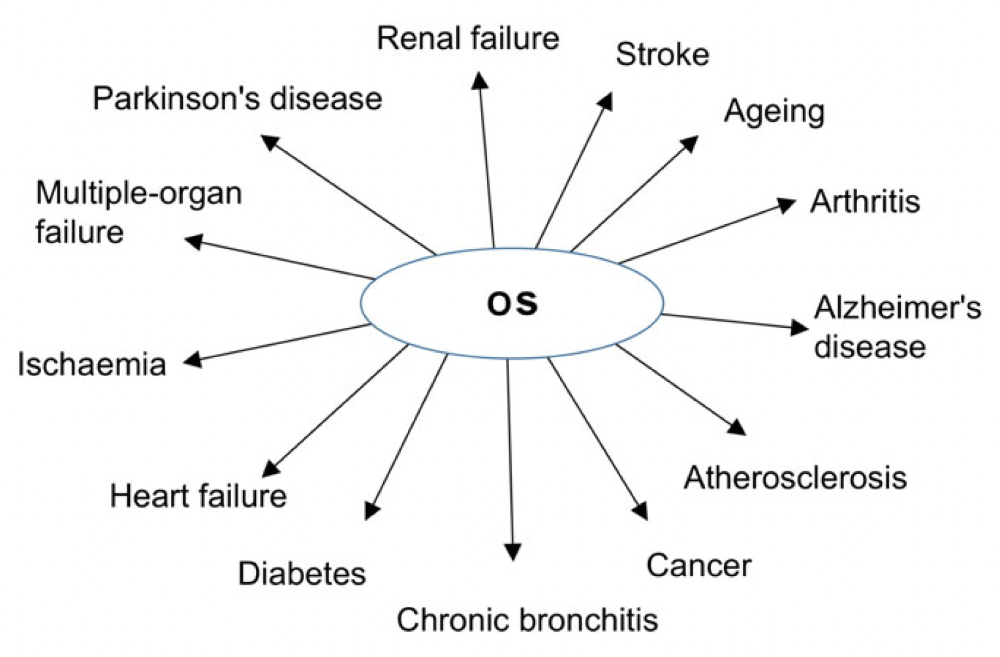 Renal failure
Stroke
Parkinson's disease
Ageing
Multiple-organ
failure
Arthritis
OS
Alzheimer's
disease
Ischaemia
Atherosclerosis
Heart failure
Cancer
Diabetes
Chronic bronchitis